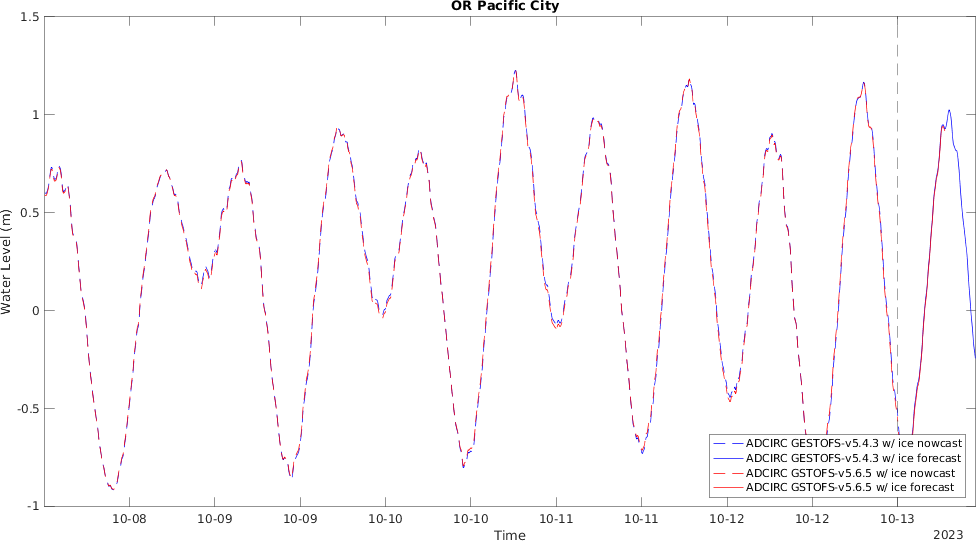 OR Pacific City
1.5
1
0.5
0
-0.5
-1
Water Level (m)
ADCIRC GESTOFS-v5.4.3 w/ ice nowcast
ADCIRC GESTOFS-v5.4.3 w/ ice forecast
ADCIRC GSTOFS-v5.6.5 w/ ice nowcast
ADCIRC GSTOFS-v5.6.5 w/ ice forecast
10-08 10-09 10-09 10-10 10-10 10-11 10-11 10-12 10-12 10-13
Time
2023